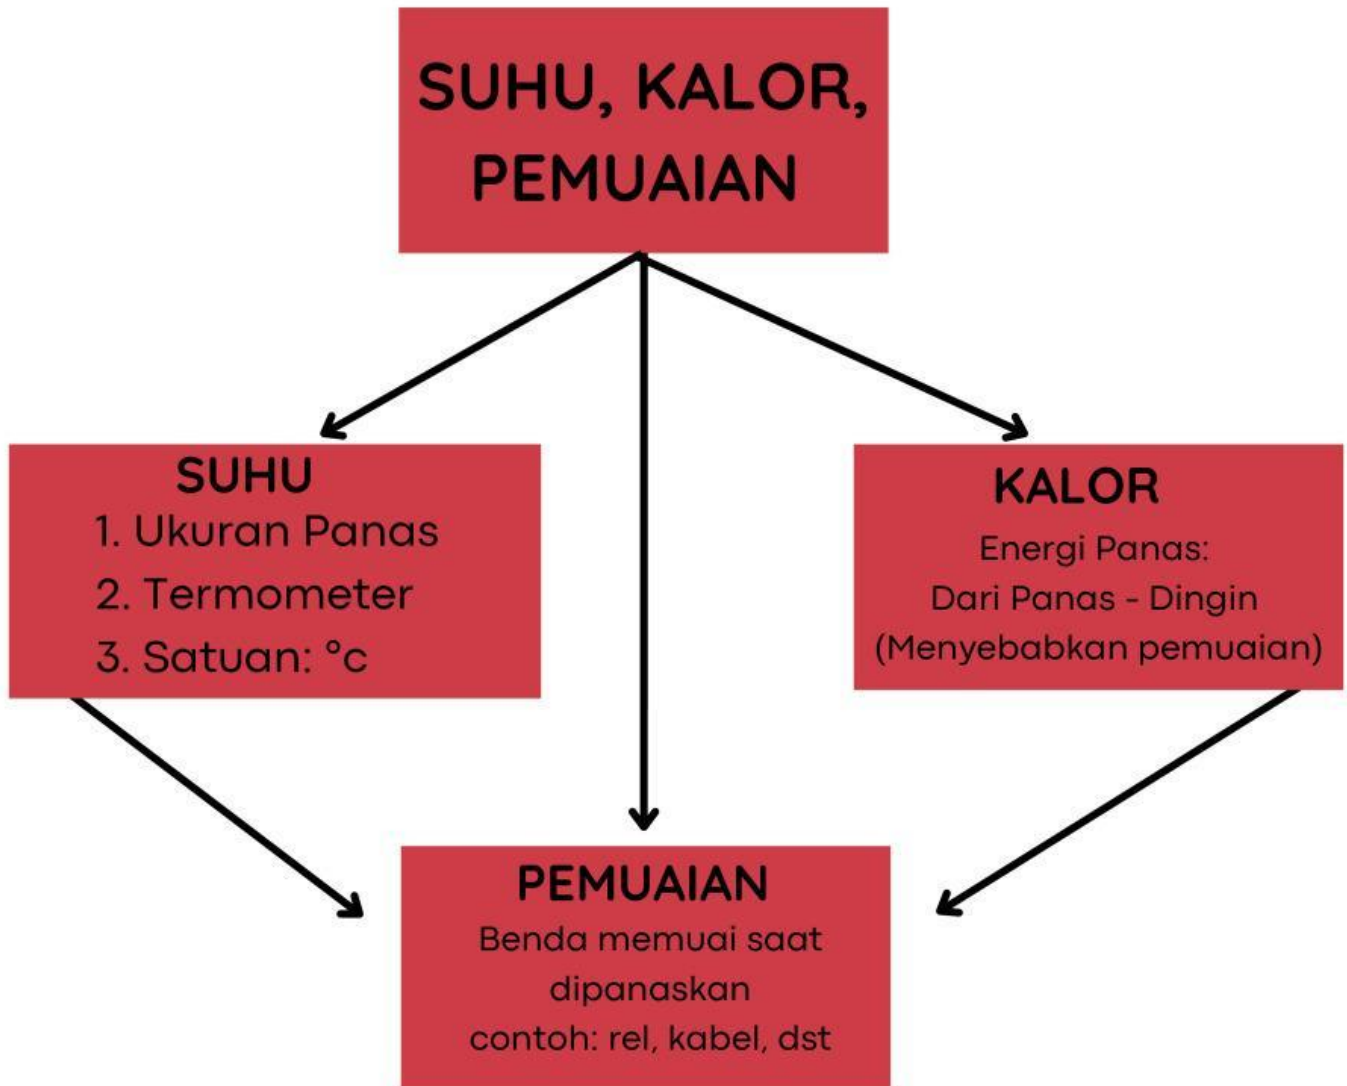 SUHU, KALOR,
PEMUAIAN
SUHU
1. Ukuran Panas
2. Termometer
3. Satuan: °c
KALOR
Energi Panas:
Dari Panas - Dingin
(Menyebabkan pemuaian)
PEMUAIAN
Benda memuai saat
dipanaskan
contoh: rel, kabel, dst